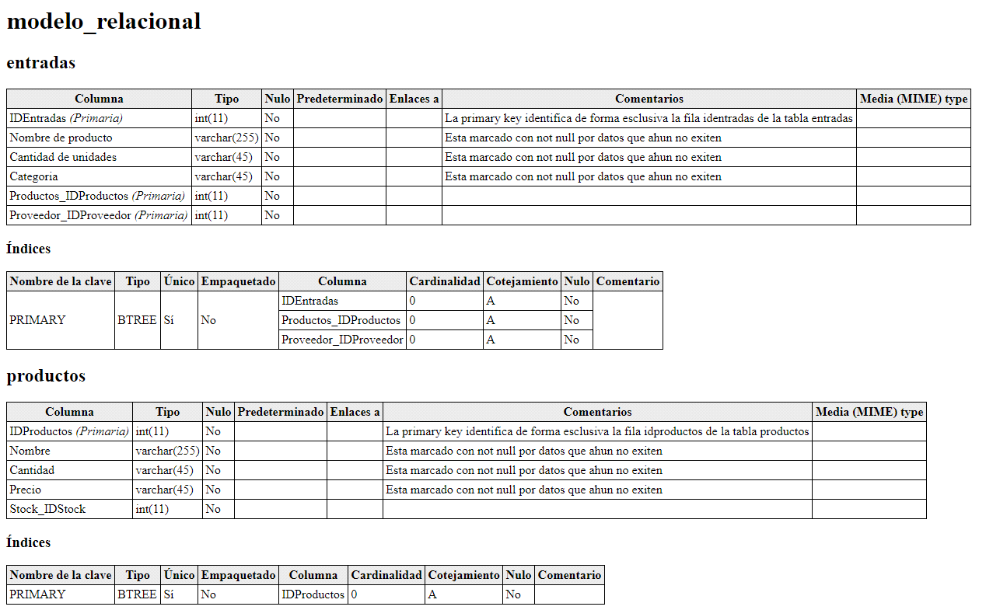 modelo_relacional
entradas
Columna Tipo Nulo Predeterminado Enlaces a Comentarios Media (MIME) type
IDEntradas (Primaria) int(11) No La primary key identifica de forma esclusiva la fila identradas de la tabla entradas
Nombre de producto varchar(255) No Esta marcado con not null por datos que ahun no exiten
Cantidad de unidades varchar(45) No Esta marcado con not null por datos que ahun no exiten
Categoria varchar(45) No Esta marcado con not null por datos que ahun no exiten
Productos_IDProductos (Primaria) int(11) No
Proveedor_IDProveedor (Primaria) int(11) No
Índices
Nombre de la clave Tipo Único Empaquetado Columna Cardinalidad Cotejamiento Nulo Comentario
IDEntradas 0 A No
PRIMARY BTREE Sí No Productos_IDProductos 0 A No
Proveedor_IDProveedor 0 A No
productos
Columna Tipo Nulo Predeterminado Enlaces a Comentarios Media (MIME) type
IDProductos (Primaria) int(11) No La primary key identifica de forma esclusiva la fila idproductos de la tabla productos
Nombre varchar(255) No Esta marcado con not null por datos que ahun no exiten
Cantidad varchar(45) No Esta marcado con not null por datos que ahun no exiten
Precio varchar(45) No Esta marcado con not null por datos que ahun no exiten
Stock_IDStock int(11) No
Índices
Nombre de la clave Tipo Único Empaquetado Columna Cardinalidad Cotejamiento Nulo Comentario
PRIMARY BTREE Sí No IDProductos 0 A No